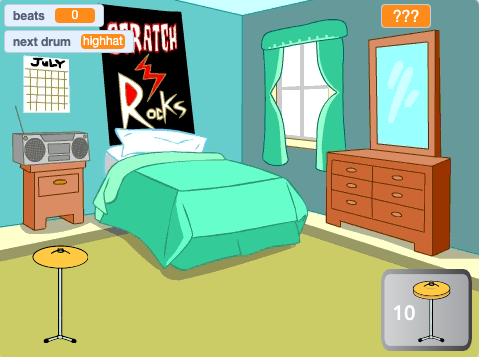 beats 0
next drum highhat
???
JULY
SCRATCH
Rocks
10